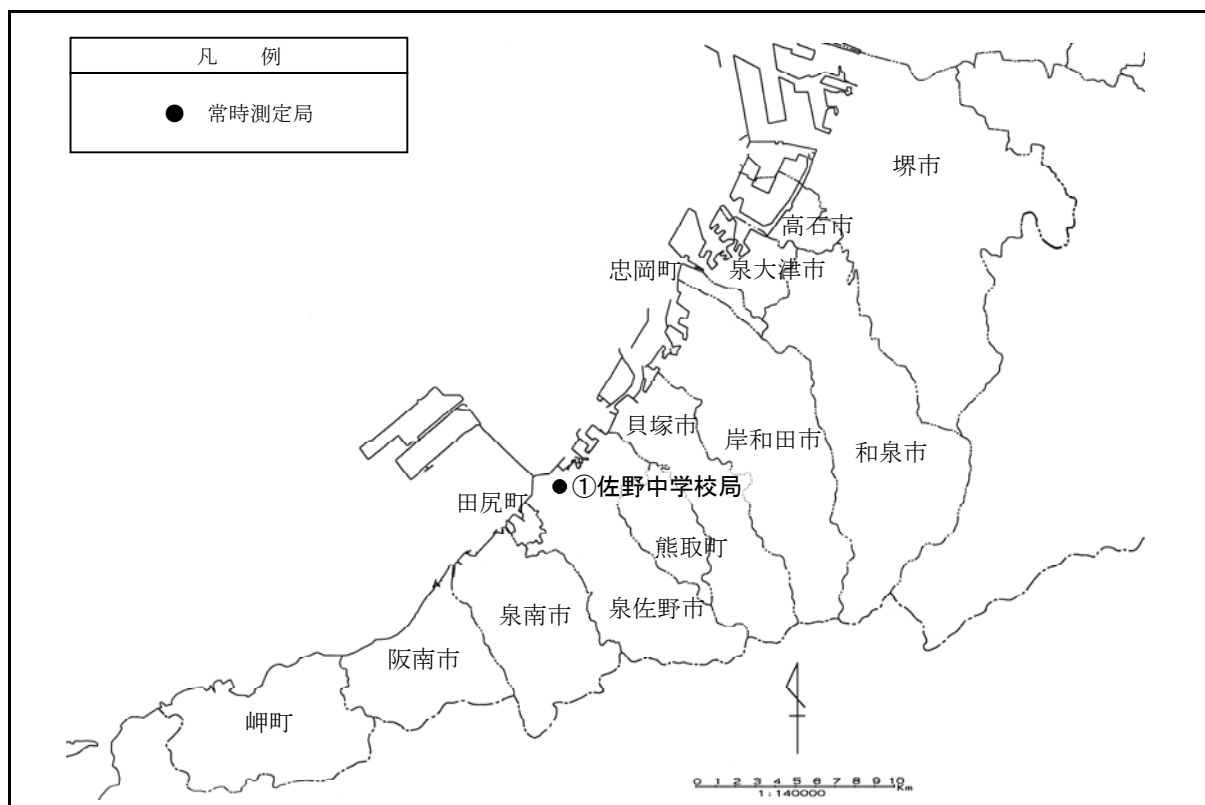 凡　例
● 常時測定局
堺市
高石市
忠岡町
泉大津市
貝塚市
岸和田市
和泉市
①佐野中学校局
田尻町
熊取町
泉南市
泉佐野市
阪南市
岬町
0 1 2 3 4 5 6 7 8 9 10 Km
1:140000